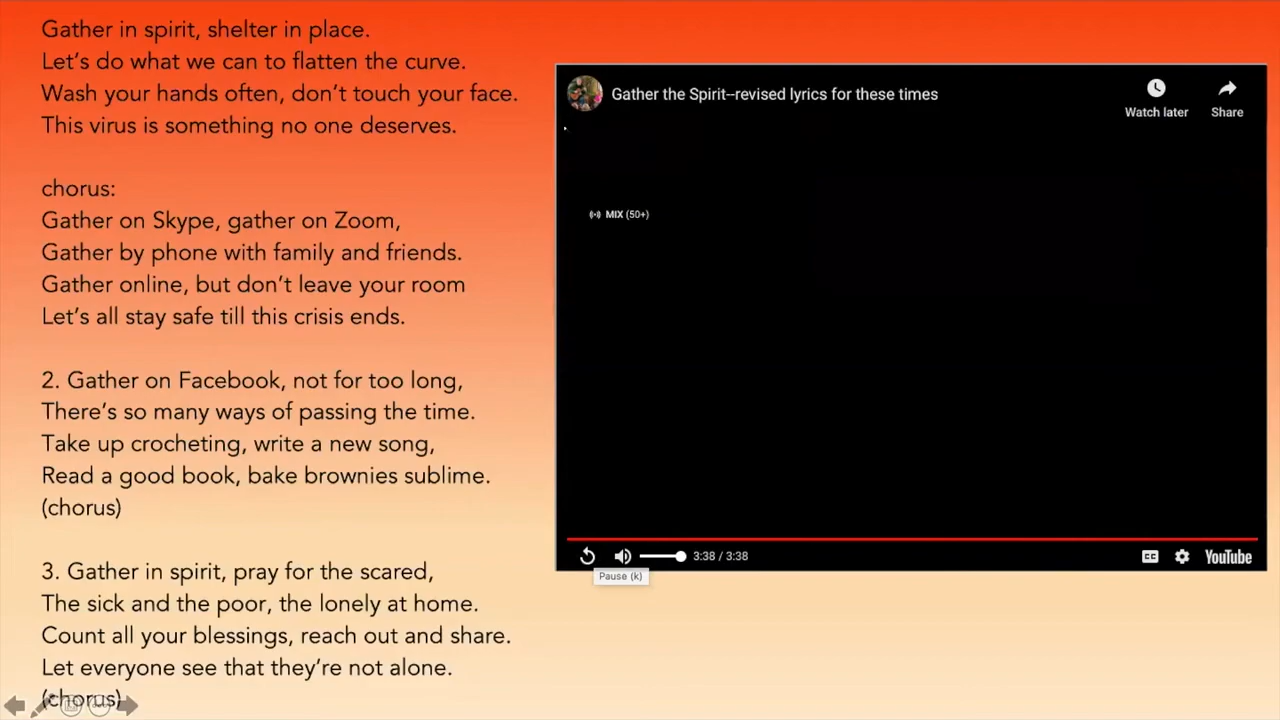 Gather in spirit, shelter in place.
Let's do what we can to flatten the curve.
Wash your hands often, don't touch your face.
This virus is something no one deserves.
chorus:
Gather on Skype, gather on Zoom,
Gather by phone with family and friends.
Gather online, but don't leave your room
Let's all stay safe till this crisis ends.
2. Gather on Facebook, not for too long,
There's so many ways of passing the time.
Take up crocheting, write a new song,
Read a good book, bake brownies sublime.
(chorus)
3. Gather in spirit, pray for the scared,
The sick and the poor, the lonely at home.
Count all your blessings, reach out and share.
Let everyone see that they're not alone.
(chorus)
Gather the Spirit--revised lyrics for these times
Watch later
Share
MIX (50+)
3:38 / 3:38
CC
YouTube
Pause (k)